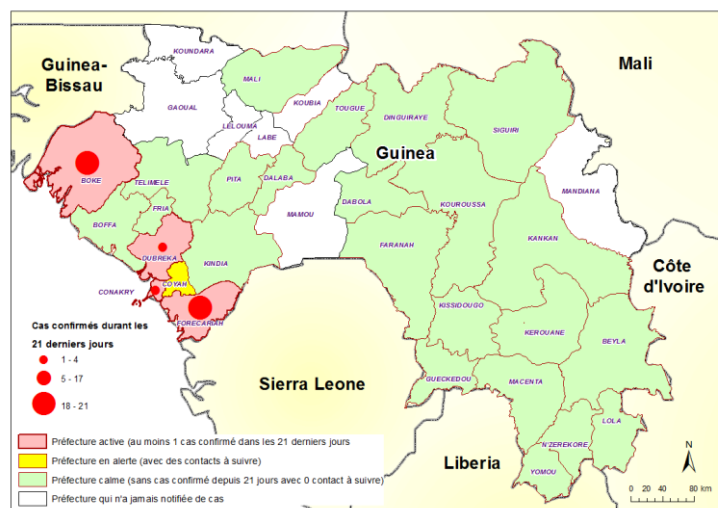 Guinea-
Bissau
KOUNDARA
MALI
Mali
GAOUAL
KOUBIA
LELOUMA
LABE
TOUGUE
DINGUIRAYE
SIGUIRI
Guinea
BOKE
TELIMELE
PITA
DALABA
FRIA
BOFFA
MAMOU
DABOLA
KOUROUSSA
MANDIANA
DUBREKA
KINDIA
FARANAH
KANKAN
COYAH
CONAKRY
FORECARIAH
Côte
d'Ivoire
KISSIDOUGO
KEROUANE
BEYLA
Cas confirmés durant les
21 derniers jours
1 - 4
5 - 17
18 - 21
Sierra Leone
GUECKEDOU
MACENTA
LOLA
N'ZEREKORE
YOMOU
Liberia
Préfecture active (au moins 1 cas confirmé dans les 21 derniers jours
Préfecture en alerte (avec des contacts à suivre)
Préfecture calme (sans cas confirmé depuis 21 jours avec 0 contact à suivre)
Préfecture qui n'a jamais notifiée de cas
N
0 20 40 80 km